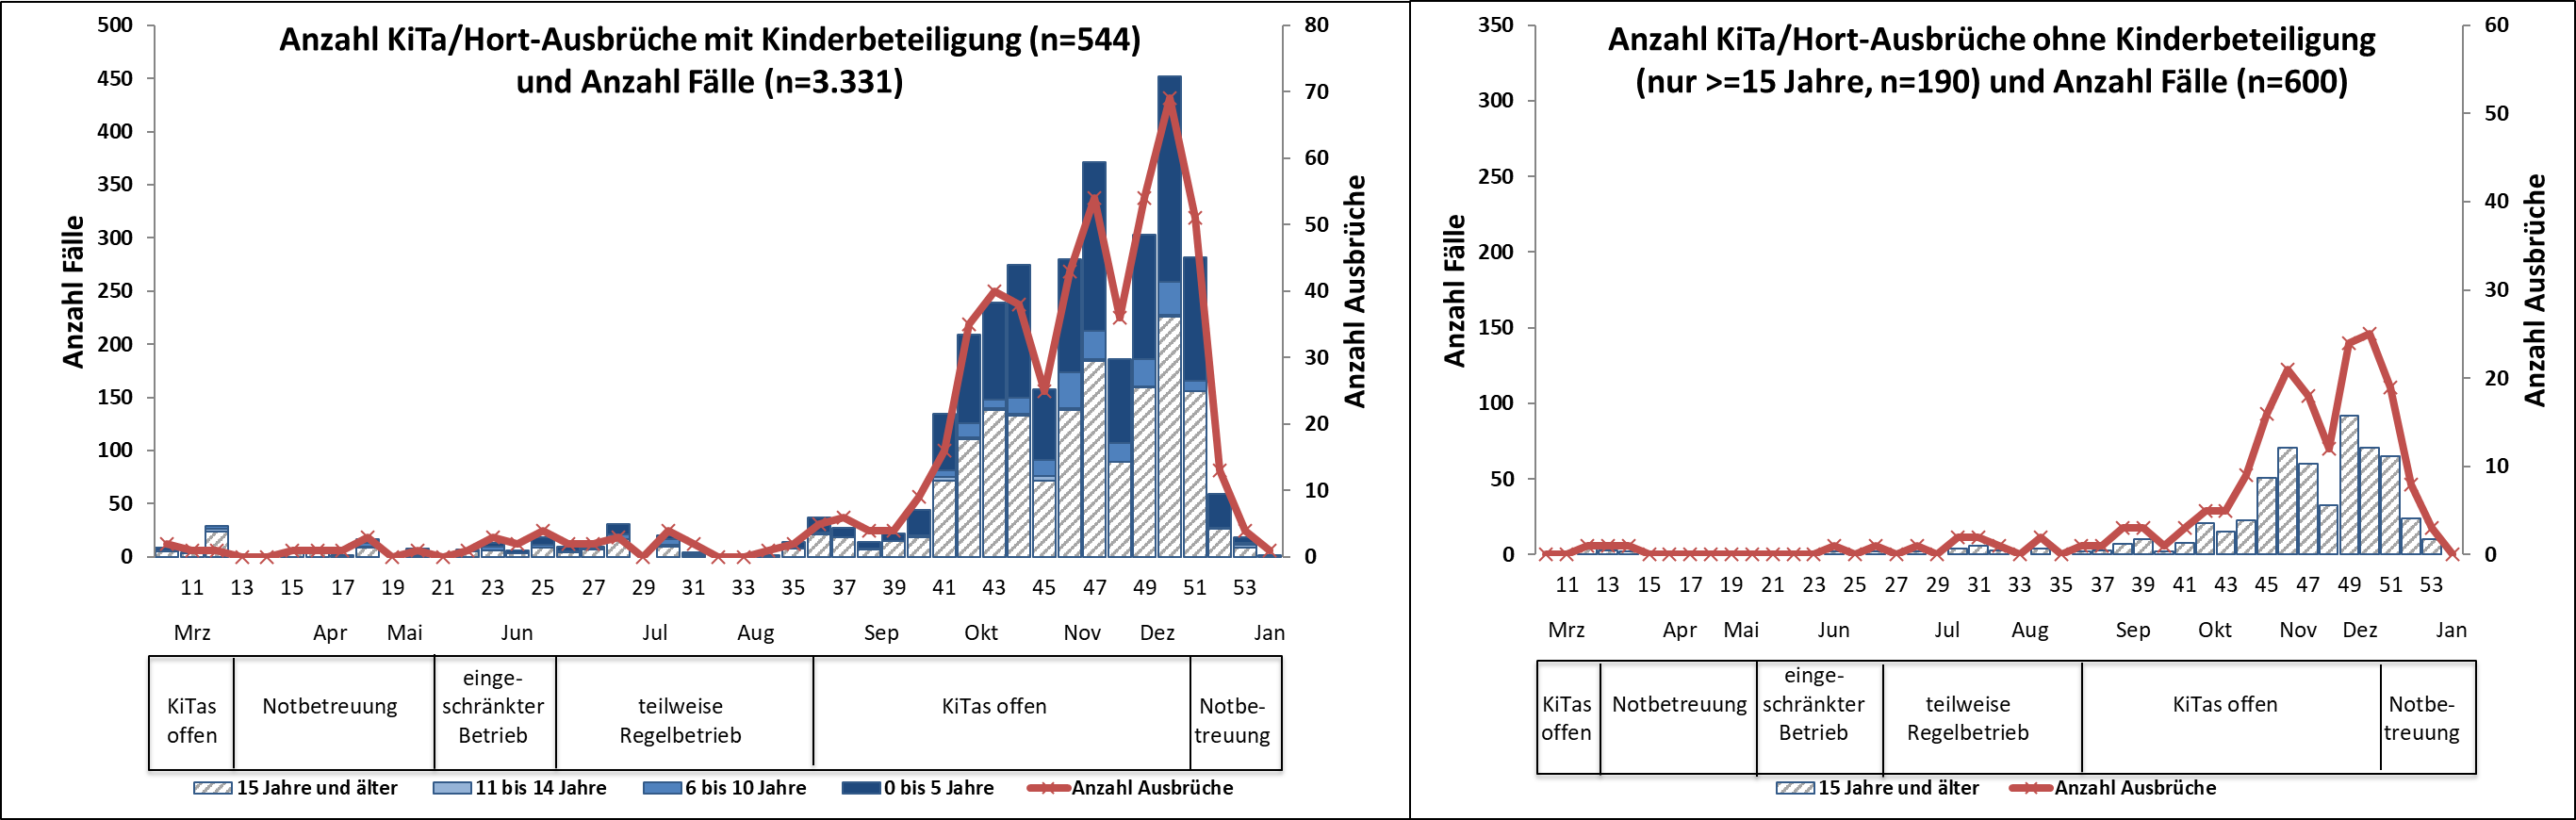 Anzahl KiTa/Hort-Ausbrüche mit Kinderbeteiligung (n=544)
und Anzahl Fälle (n=3.331)
Anzahl Fälle
500
450
400
350
300
250
200
150
100
50
0
80
70
60
50
40
30
20
10
0
Anzahl Ausbrüche
11 13 15 17 19 21 23 25 27 29 31 33 35 37 39 41 43 45 47 49 51 53
Mrz Apr Mai Jun Jul Aug Sep Okt Nov Dez Jan
KiTas
offen
Notbetreuung
einge-
schränkter
Betrieb
teilweise
Regelbetrieb
KiTas offen
Notbe-
treuung
15 Jahre und älter 11 bis 14 Jahre 6 bis 10 Jahre 0 bis 5 Jahre Anzahl Ausbrüche
Anzahl KiTa/Hort-Ausbrüche ohne Kinderbeteiligung
(nur >=15 Jahre, n=190) und Anzahl Fälle (n=600)
Anzahl Fälle
350
300
250
200
150
100
50
0
60
50
40
30
20
10
0
Anzahl Ausbrüche
11 13 15 17 19 21 23 25 27 29 31 33 35 37 39 41 43 45 47 49 51 53
Mrz Apr Mai Jun Jul Aug Sep Okt Nov Dez Jan
KiTas
offen
Notbetreuung
einge-
schränkter
Betrieb
teilweise
Regelbetrieb
KiTas offen
Notbe-
treuung
15 Jahre und älter Anzahl Ausbrüche